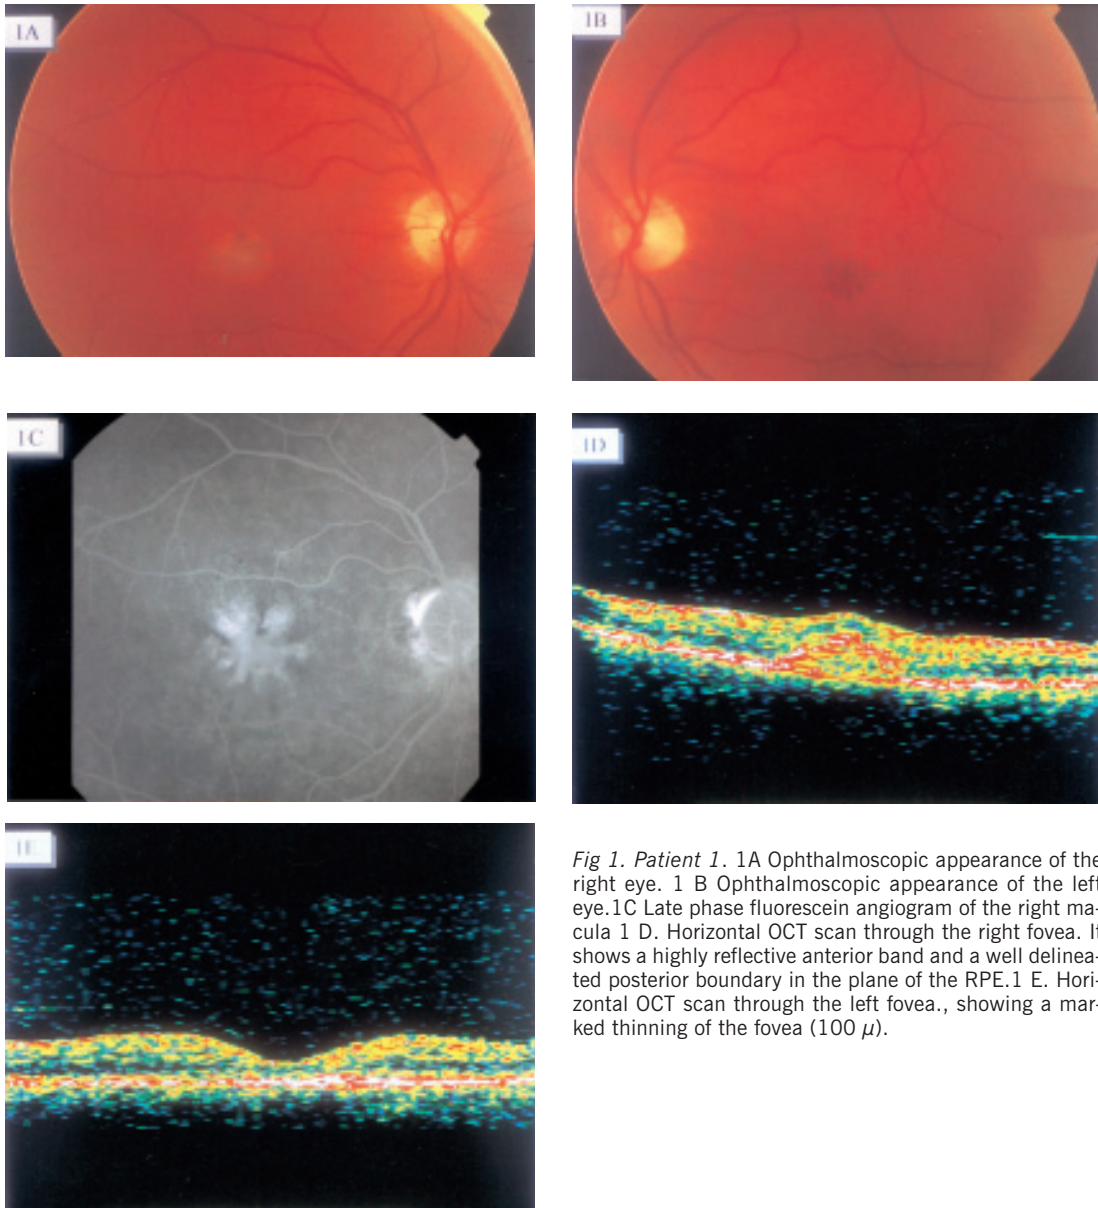 1A
1B
1C
1D
1E
Fig 1. Patient 1. 1A Ophthalmoscopic appearance of the
right eye. 1 B Ophthalmoscopic appearance of the left
eye.1C Late phase fluorescein angiogram of the right ma-
cula 1 D. Horizontal OCT scan through the right fovea. It
shows a highly reflective anterior band and a well delinea-
ted posterior boundary in the plane of the RPE.1 E. Hori-
zontal OCT scan through the left fovea., showing a mar-
ked thinning of the fovea (100 μ).